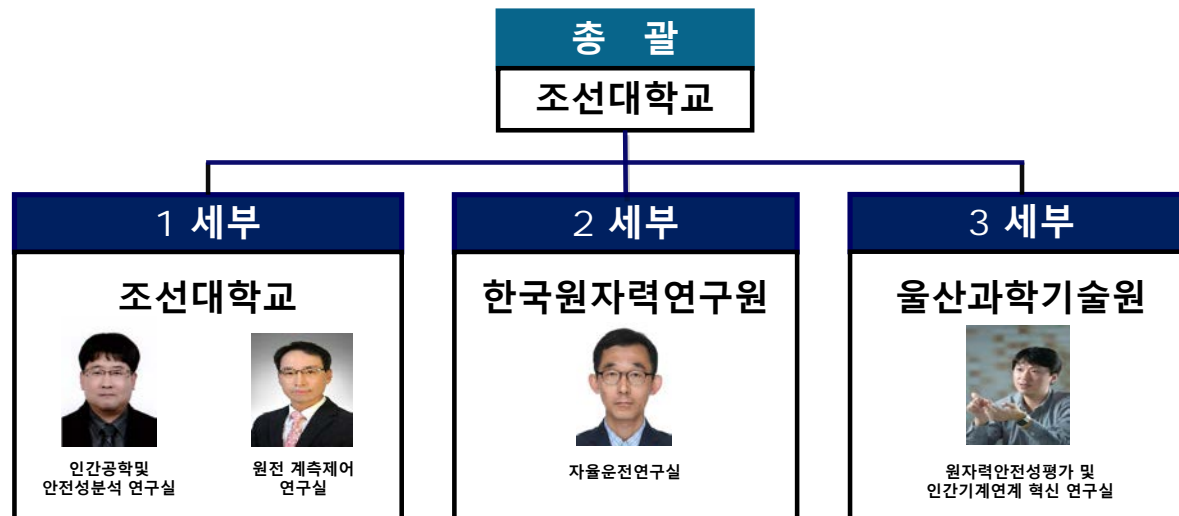 총 괄
조선대학교
1 세부
조선대학교
인간공학및
안전성분석 연구실
원전 계측제어
연구실
2 세부
한국원자력연구원
자율운전연구실
3 세부
울산과학기술원
원자력안전성평가 및
인간기계연계 혁신 연구실